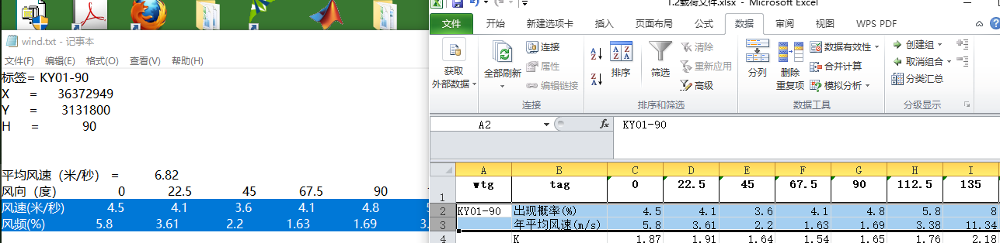 wind.txt - 记事本
文件(F) 编辑(E) 格式(O) 查看(V) 帮助(H)
标签= KY01-90
X = 36372949
Y = 3131800
H = 90
平均风速（米/秒） = 6.82
风向（度） 0 22.5 45 67.5 90
风速(米/秒) 4.5 4.1 3.6 4.1 4.8
风频(%) 5.8 3.61 2.2 1.63 1.69 3.
1.2载荷文件.xlsx - Microsoft Excel
文件 开始 新建选项卡 插入 页面布局 公式 数据 审阅 视图 WPS PDF
获取
外部数据
全部刷新
连接
属性
编辑链接
连接
排序
筛选
清除
重新应用
高级
排序和筛选
分列
删除
重复项
数据有效性
合并计算
模拟分析
数据工具
创建组
取消组合
分类汇总
分级显示
A2 fx KY01-90
A B C D E F G H I
1 wtg tag 0 22.5 45 67.5 90 112.5 135
2 KY01-90 出现概率(%) 4.5 4.1 3.6 4.1 4.8 5.8 8
3 年平均风速(m/s) 5.8 3.61 2.2 1.63 1.69 3.38 11.34
4 K 1.87 1.91 1.64 1.54 1.65 1.76 2.18